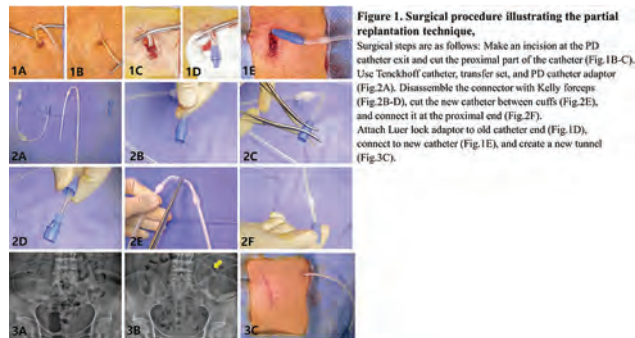 1A
1B
1C
1D
1E
2A
2B
2C
2D
2E
2F
3A
3B
3C
Figure 1. Surgical procedure illustrating the partial
replantation technique,
Surgical steps are as follows: Make an incision at the PD
catheter exit and cut the proximal part of the catheter (Fig.1B-C).
Use Tenckhoff catheter, transfer set, and PD catheter adaptor
(Fig.2A). Disassemble the connector with Kelly forceps
(Fig.2B-D), cut the new catheter between cuffs (Fig.2E),
and connect it at the proximal end (Fig.2F).
Attach Luer lock adaptor to old catheter end (Fig.1D),
connect to new catheter (Fig.1E), and create a new tunnel
(Fig.3C).